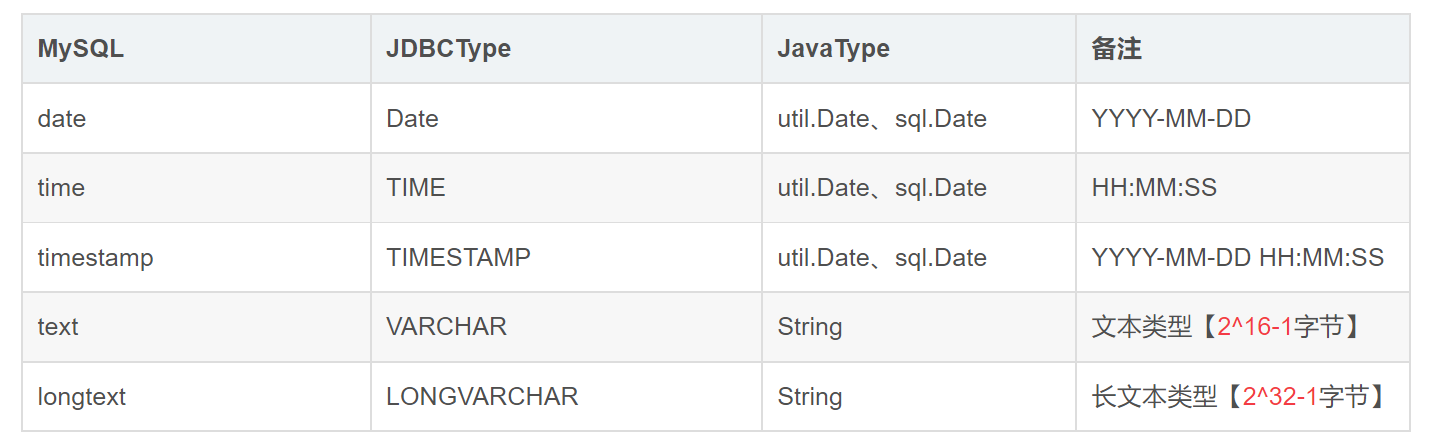 MySQL JDBCType JavaType 备注
date Date util.Date、sql.Date YYYY-MM-DD
time TIME util.Date、sql.Date HH:MM:SS
timestamp TIMESTAMP util.Date、sql.Date YYYY-MM-DD HH:MM:SS
text VARCHAR String 文本类型【2^16-1字节】
longtext LONGVARCHAR String 长文本类型【2^32-1字节】